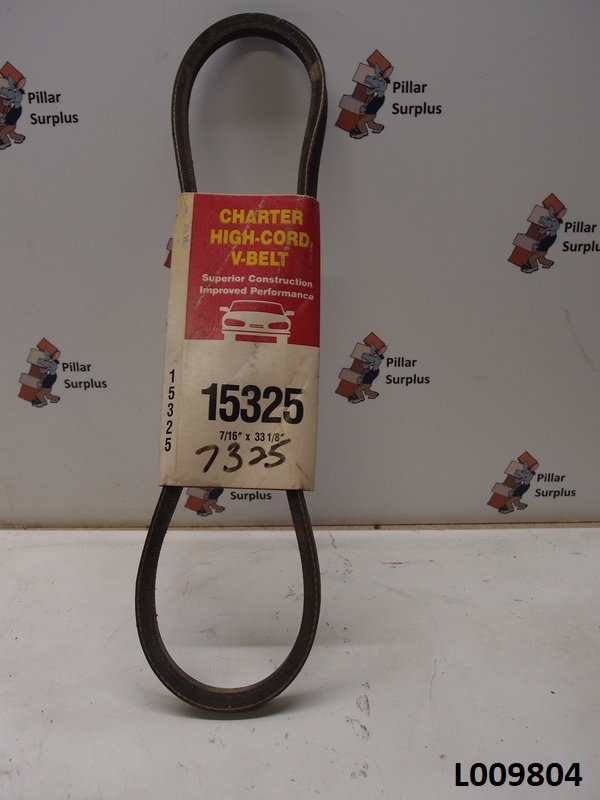 Pillar
Surplus
Pillar
Surplus
CHARTER
HIGH-CORD
V-BELT
Superior Construction
Improved Performance
Pillar
Surplus
15325
15325
7/16" x 33 1/8"
7325
Pillar
Surplus
Pillar
Surplus
Pillar
Surplus
Surplus
L009804